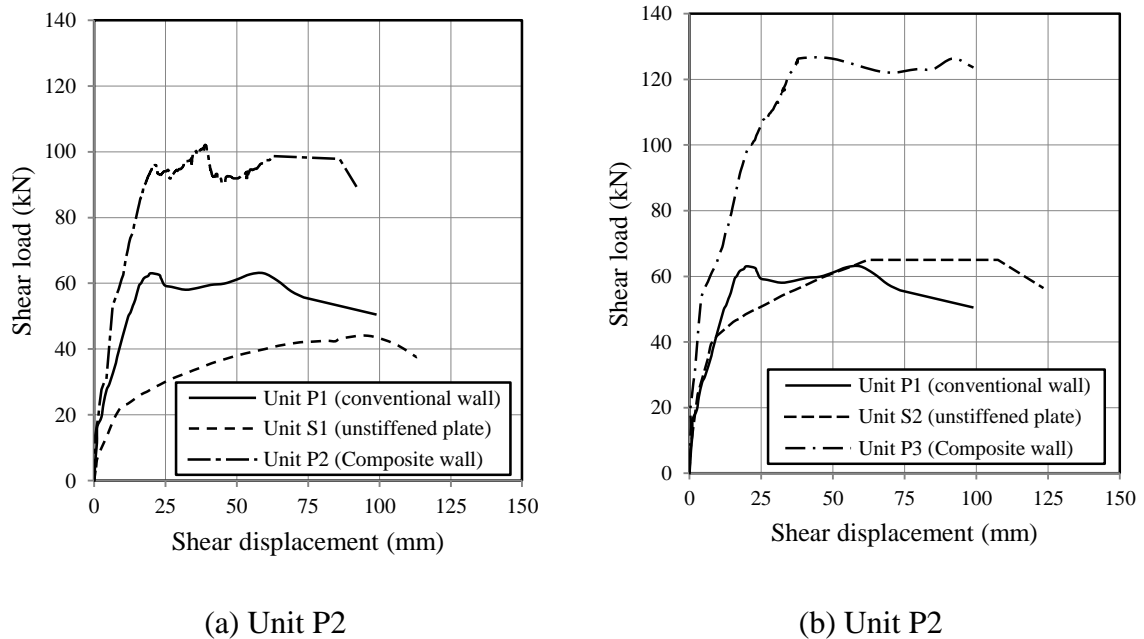 140
120
100
80
60
40
20
0
Shear load (kN)
Unit P1 (conventional wall)
Unit S1 (unstiffened plate)
Unit P2 (Composite wall)
0 25 50 75 100 125 150
Shear displacement (mm)
(a) Unit P2
140
120
100
80
60
40
20
0
Shear load (kN)
Unit P1 (conventional wall)
Unit S2 (unstiffened plate)
Unit P3 (Composite wall)
0 25 50 75 100 125 150
Shear displacement (mm)
(b) Unit P2